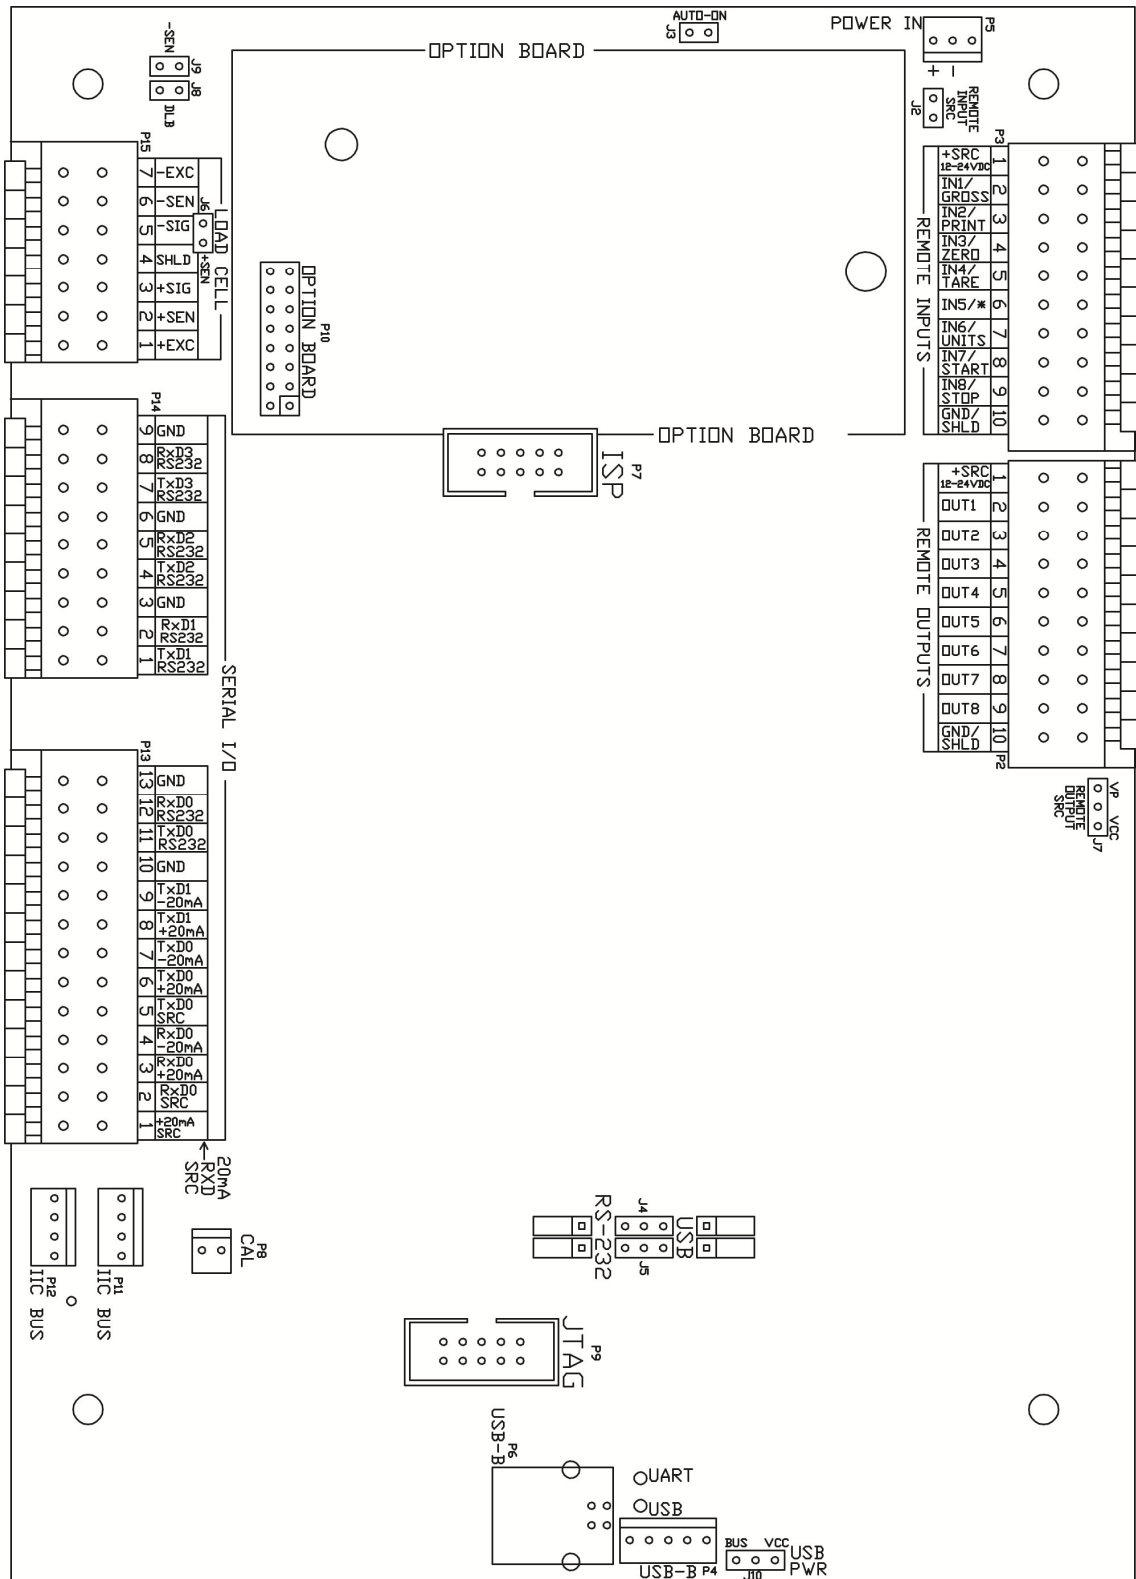 AUTO-ON
J3
POWER IN
P5
+ -
OPTION BOARD
-SEN
J9
J8
DLB
J2
REMOTE
INPUT
SRC
P15
7 -EXC
6 -SEN
5 -SIG
4 SHLD
3 +SIG
2 +SEN
1 +EXC
J6
+SEN
LOAD CELL
OPTION BOARD
P10
P3
1 +SRC
12-24VDC
2 IN1/
GROSS
3 IN2/
PRINT
4 IN3/
ZERO
5 IN4/
TARE
6 IN5/*
7 IN6/
UNITS
8 IN7/
START
9 IN8/
STOP
10 GND/
SHLD
REMOTE INPUTS
OPTION BOARD
ISP
P7
P14
9 GND
8 RxD3
RS232
7 TxD3
RS232
6 GND
5 RxD2
RS232
4 TxD2
RS232
3 GND
2 RxD1
RS232
1 TxD1
RS232
SERIAL I/O
+SRC 1
12-24VDC
OUT1 2
OUT2 3
OUT3 4
OUT4 5
OUT5 6
OUT6 7
OUT7 8
OUT8 9
GND/ 10
SHLD
P2
REMOTE OUTPUTS
VP VCC
REMOTE
OUTPUT
SRC
J7
P13
13 GND
12 RxD0
RS232
11 TxD0
RS232
10 GND
9 TxD1
-20mA
8 TxD1
+20mA
7 TxD0
-20mA
6 TxD0
+20mA
5 TxD0
SRC
4 RxD0
-20mA
3 RxD0
+20mA
2 RxD0
SRC
1 +20mA
SRC
20mA
RXD
SRC
P12
IIC BUS
P11
IIC BUS
P8
CAL
RS-232
J4
J5
USB
JTAG
P9
USB-B
P6
UART
USB
USB-B P4
BUS VCC
J10
USB
PWR